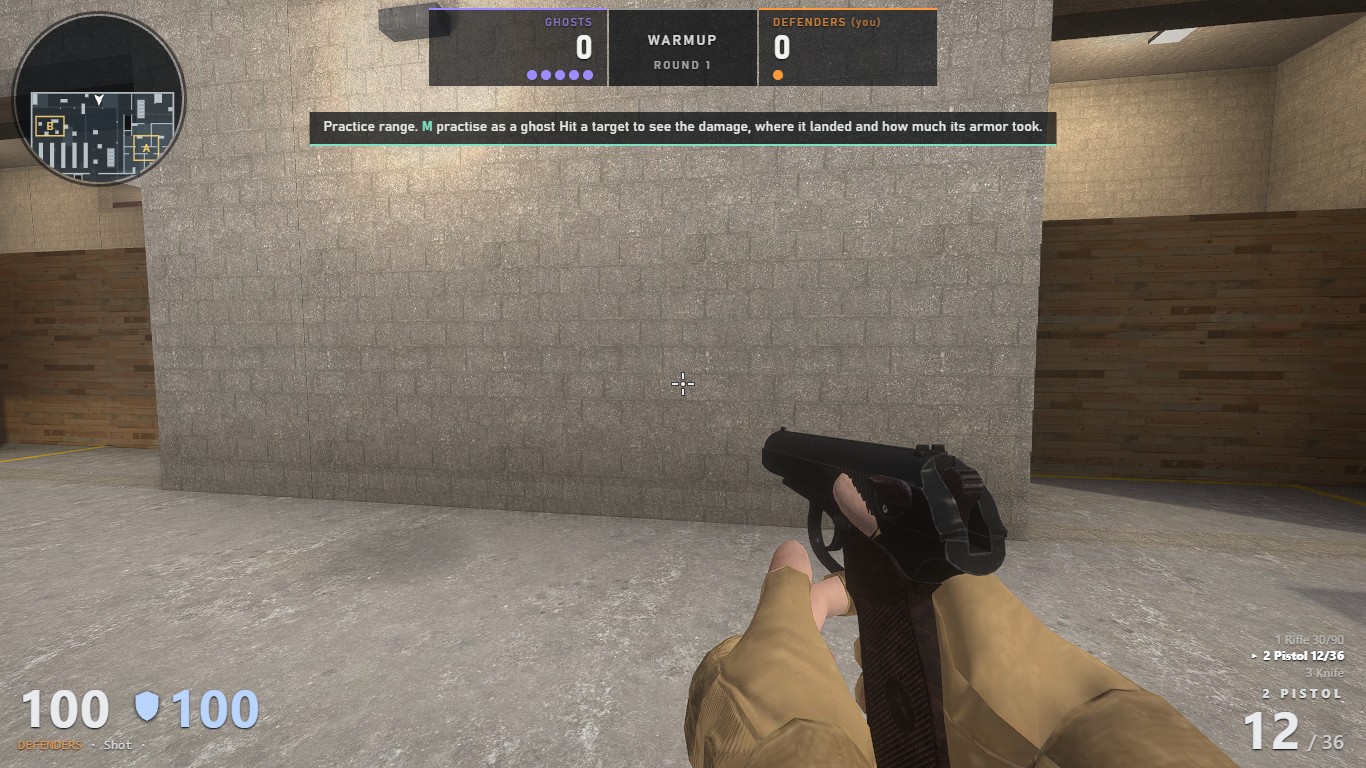 GHOSTS
0
WARMUP
ROUND 1
DEFENDERS (you)
0
Practice range. M practise as a ghost Hit a target to see the damage, where it landed and how much its armor took.
B
A
1 Rifle 30/90
▸ 2 Pistol 12/36
3 Knife
2 PISTOL
12 / 36
100 100
DEFENDERS · Shot ·